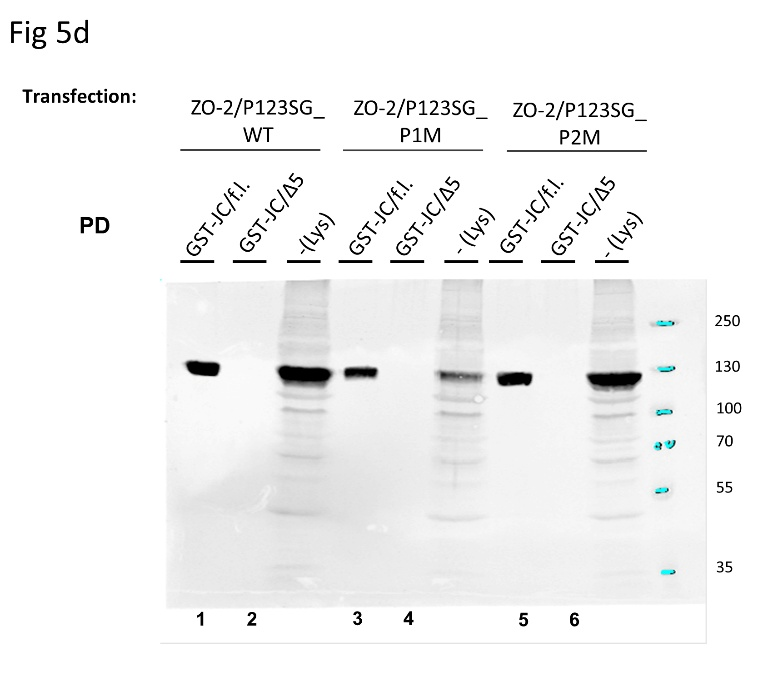 Fig 5d
Transfection:
ZO-2/P123SG_
WT
ZO-2/P123SG_
P1M
ZO-2/P123SG_
P2M
PD
GST-JC/f.l.
GST-JC/Δ5
-(Lys)
GST-JC/f.l.
GST-JC/Δ5
- (Lys)
GST-JC/f.l.
GST-JC/Δ5
- (Lys)
250
130
100
70
55
35
1 2 3 4 5 6